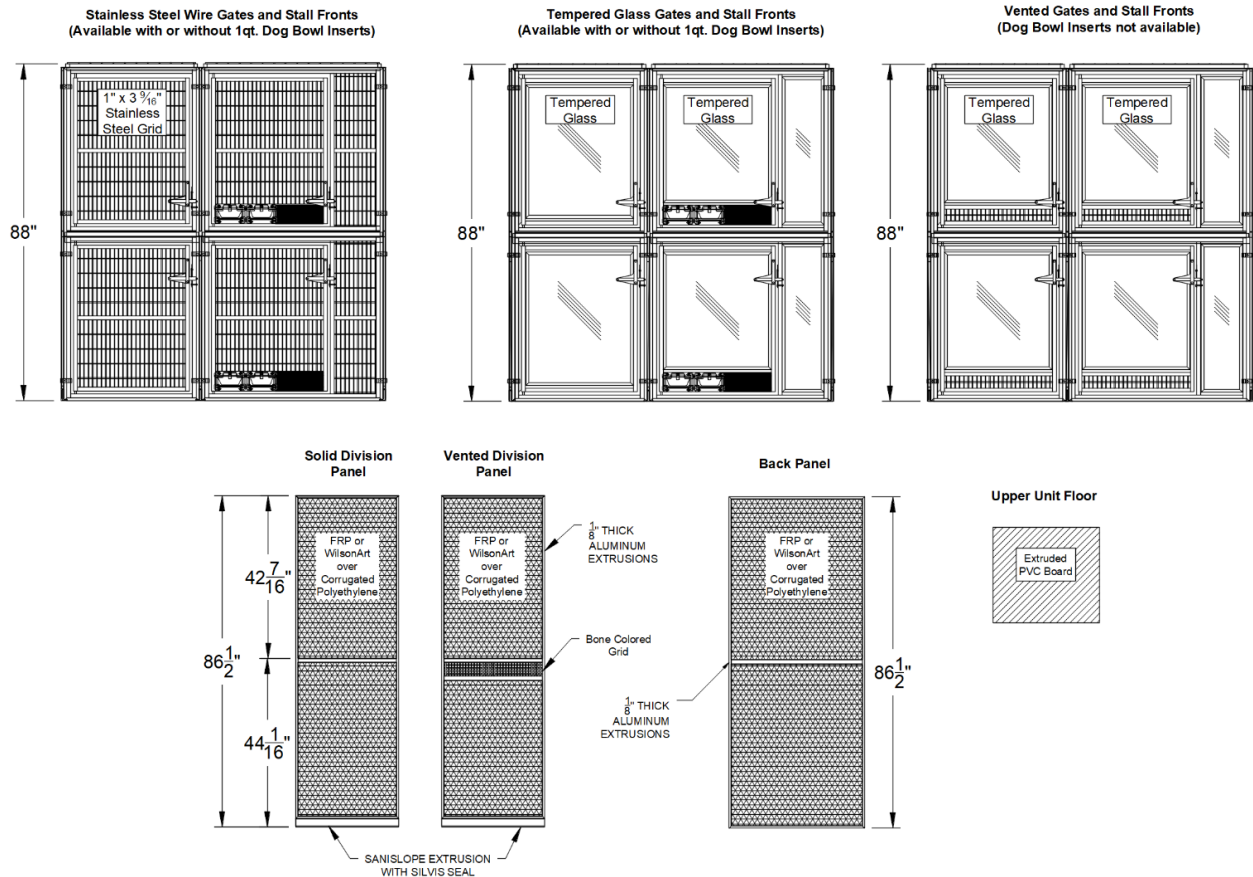 Stainless Steel Wire Gates and Stall Fronts
(Available with or without 1qt. Dog Bowl Inserts)
88"
1" x 3 9/16"
Stainless
Steel Grid
Tempered Glass Gates and Stall Fronts
(Available with or without 1qt. Dog Bowl Inserts)
88"
Tempered
Glass
Tempered
Glass
Vented Gates and Stall Fronts
(Dog Bowl Inserts not available)
88"
Tempered
Glass
Tempered
Glass
Solid Division
Panel
86 1/2"
42 7/16"
44 1/16"
FRP or
WilsonArt
over
Corrugated
Polyethylene
Vented Division
Panel
FRP or
WilsonArt
over
Corrugated
Polyethylene
1/8" THICK
ALUMINUM
EXTRUSIONS
Bone Colored
Grid
SANISLOPE EXTRUSION
WITH SILVIS SEAL
Back Panel
FRP or
WilsonArt
over
Corrugated
Polyethylene
1/8" THICK
ALUMINUM
EXTRUSIONS
86 1/2"
Upper Unit Floor
Extruded
PVC Board